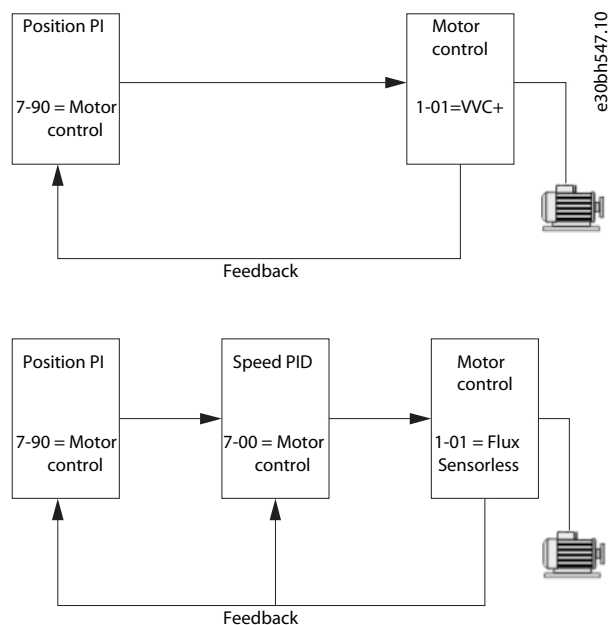 Position PI
7-90 = Motor
control
Motor
control
1-01=VVC+
Feedback
e30bh547.10
Position PI
7-90 = Motor
control
Speed PID
7-00 = Motor
control
Motor
control
1-01 = Flux
Sensorless
Feedback